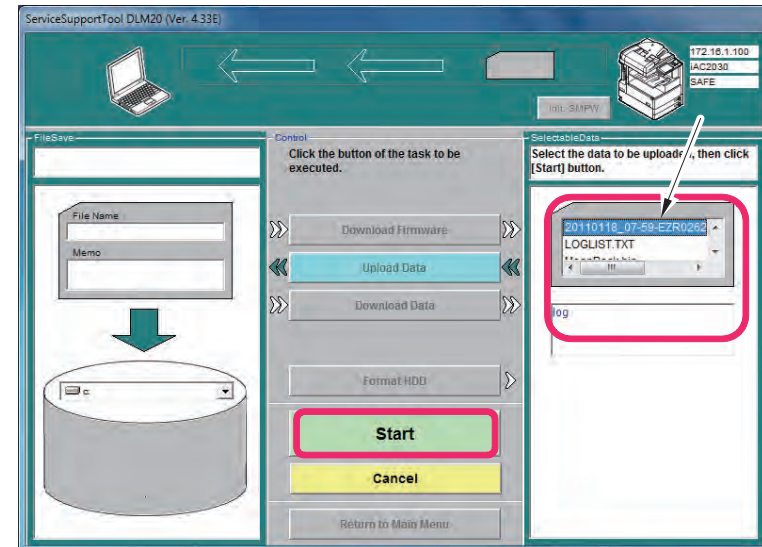 ServiceSupportTool DLM20 (Ver. 4.33E)
172.16.1.100
iAC2030
SAFE
Init. SMPW
FileSave
File Name
Memo
c
Control
Click the button of the task to be
executed.
Download Firmware
Upload Data
Download Data
Format HDD
Start
Cancel
Return to Main Menu
SelectableData
Select the data to be uploaded, then click
[Start] button.
20110118_07-59-EZR0262
LOGLIST.TXT
log